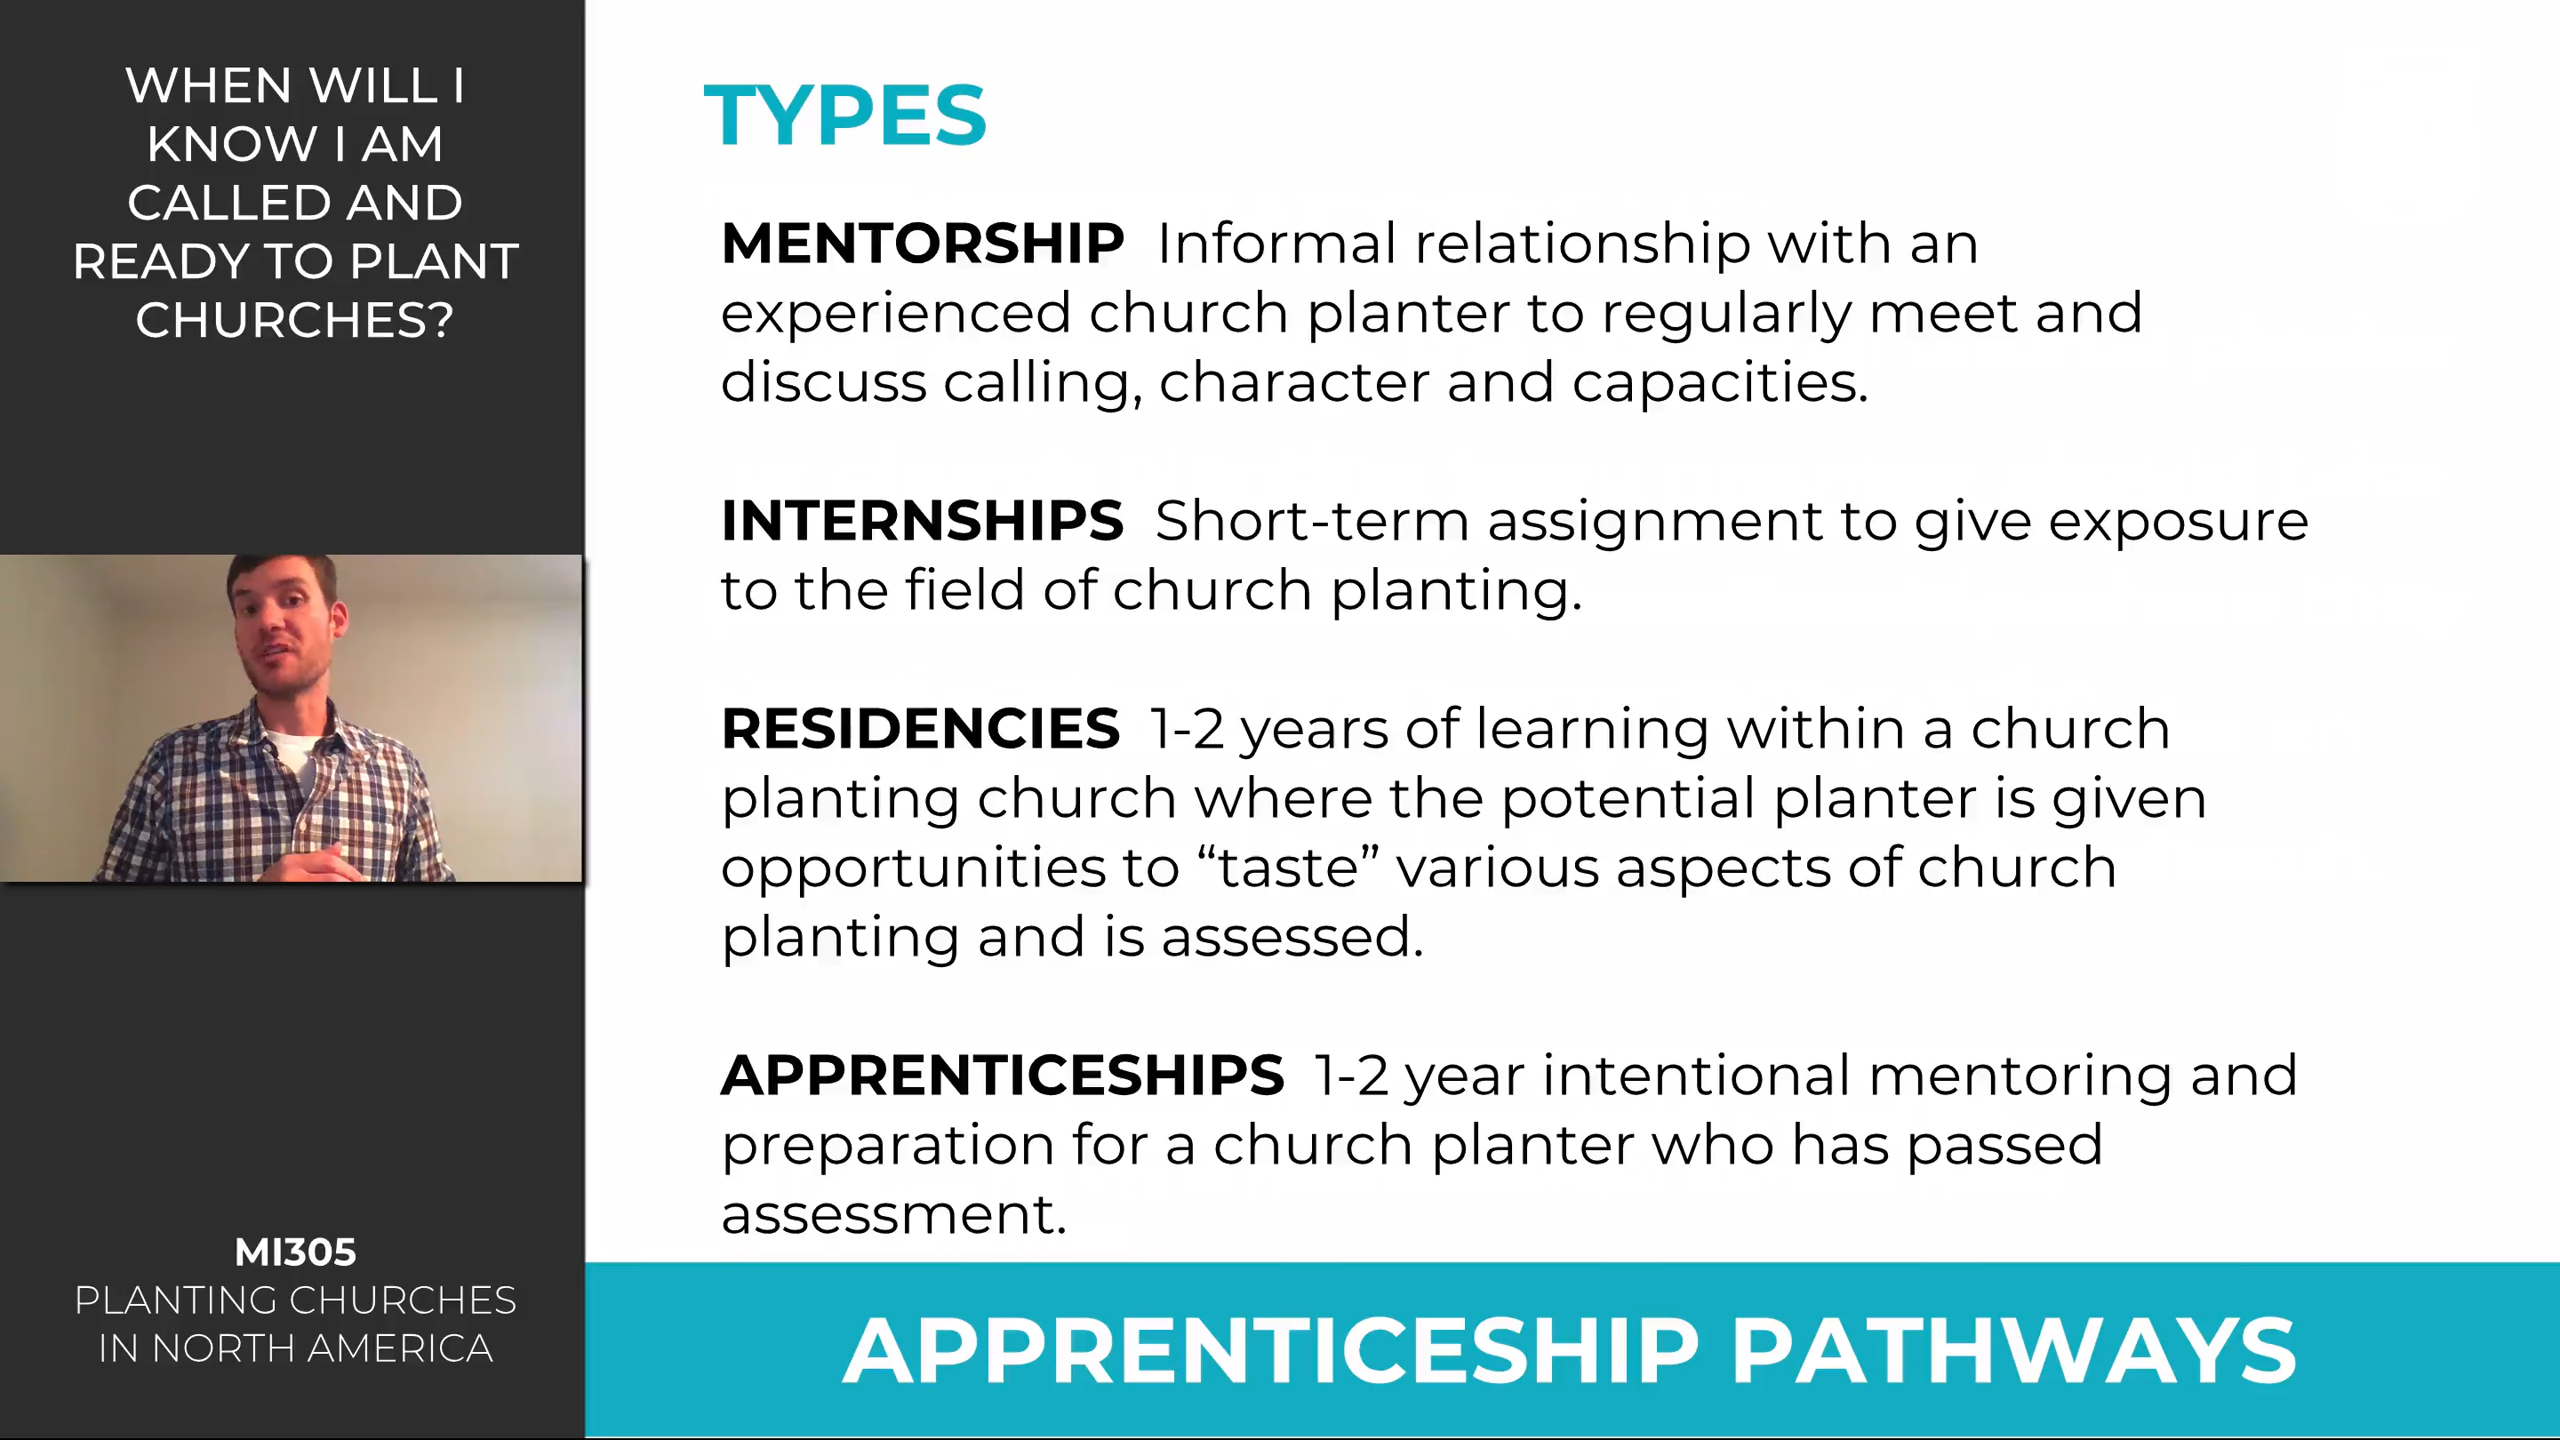 WHEN WILL I
KNOW I AM
CALLED AND
READY TO PLANT
CHURCHES?
MI305
PLANTING CHURCHES
IN NORTH AMERICA
TYPES
MENTORSHIP Informal relationship with an
experienced church planter to regularly meet and
discuss calling, character and capacities.
INTERNSHIPS Short-term assignment to give exposure
to the field of church planting.
RESIDENCIES 1-2 years of learning within a church
planting church where the potential planter is given
opportunities to “taste” various aspects of church
planting and is assessed.
APPRENTICESHIPS 1-2 year intentional mentoring and
preparation for a church planter who has passed
assessment.
APPRENTICESHIP PATHWAYS